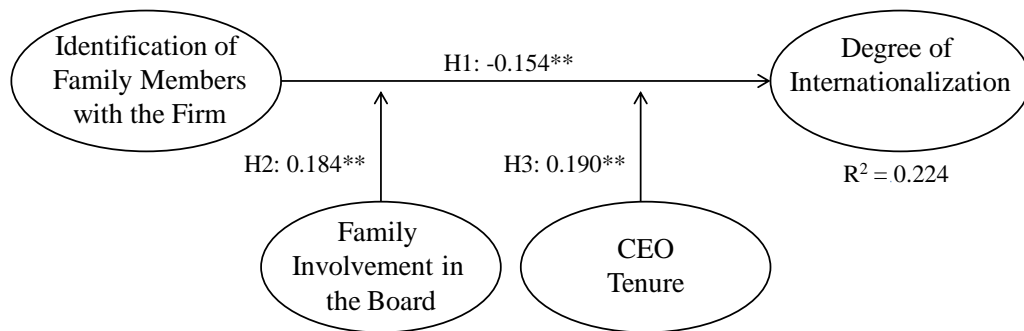 Identification of
Family Members
with the Firm
H1: -0.154**
Degree of
Internationalization
H2: 0.184**
H3: 0.190**
R² = 0.224
Family
Involvement in
the Board
CEO
Tenure